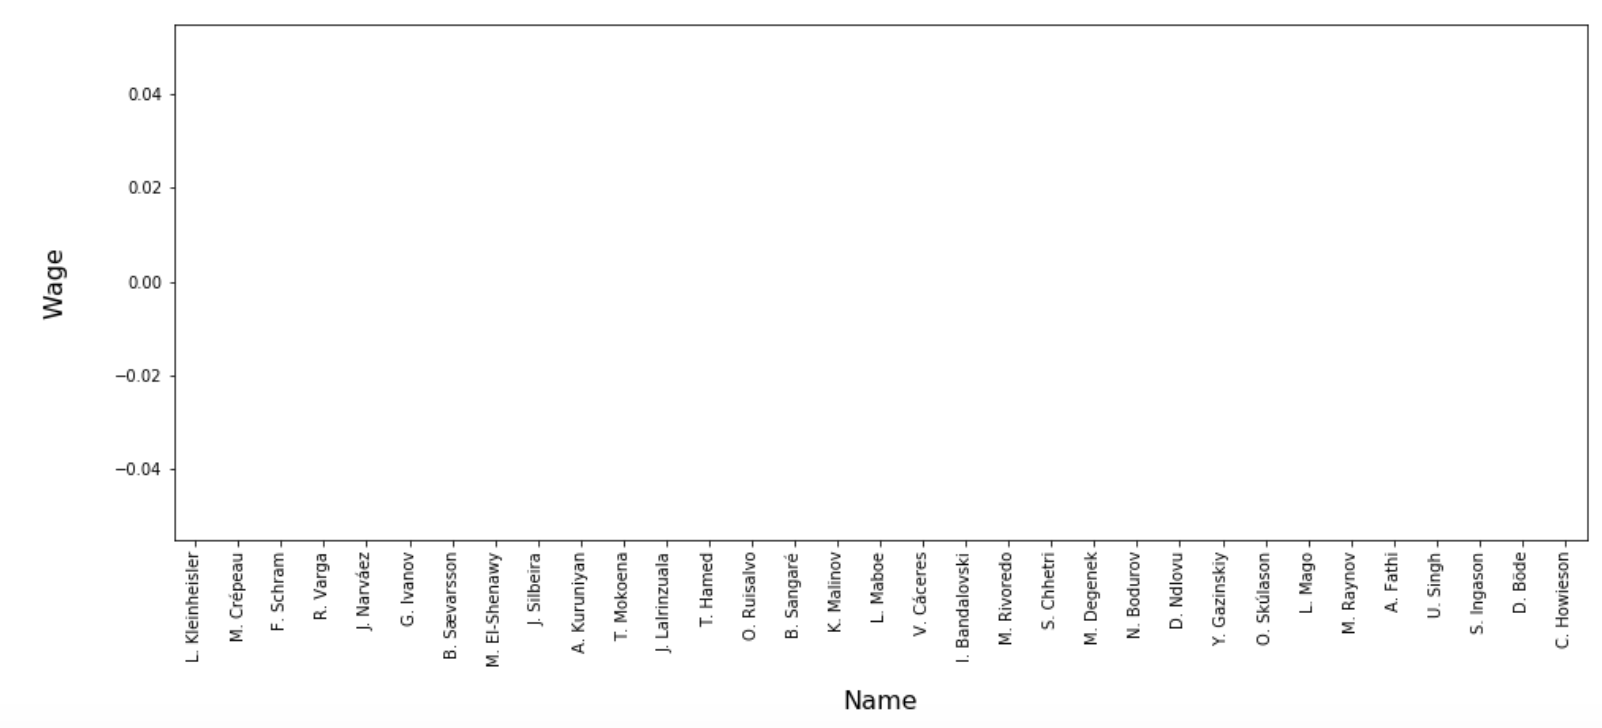 0.04
0.02
0.00
−0.02
−0.04
Wage
L. Kleinheisler
M. Crépeau
F. Schram
R. Varga
J. Narváez
G. Ivanov
B. Sævarsson
M. El-Shenawy
J. Silbeira
A. Kuruniyan
T. Mokoena
J. Lalrinzuala
T. Hamed
O. Ruisalvo
B. Sangaré
K. Malinov
L. Maboe
V. Cáceres
I. Bandalovski
M. Rivoredo
S. Chhetri
M. Degenek
N. Bodurov
D. Ndlovu
Y. Gazinskiy
O. Skúlason
L. Mago
M. Raynov
A. Fathi
U. Singh
S. Ingason
D. Böde
C. Howieson
Name